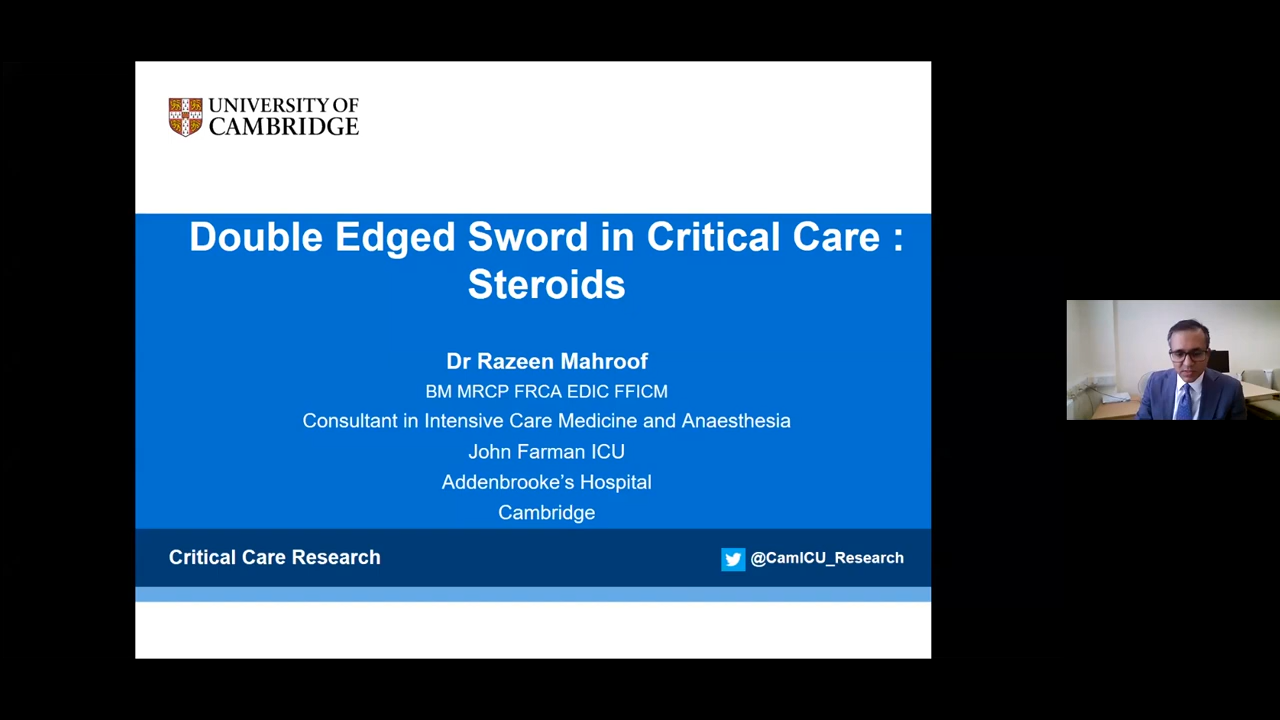 UNIVERSITY OF
CAMBRIDGE
Double Edged Sword in Critical Care :
Steroids
Dr Razeen Mahroof
BM MRCP FRCA EDIC FFICM
Consultant in Intensive Care Medicine and Anaesthesia
John Farman ICU
Addenbrooke's Hospital
Cambridge
Critical Care Research
@CamICU_Research